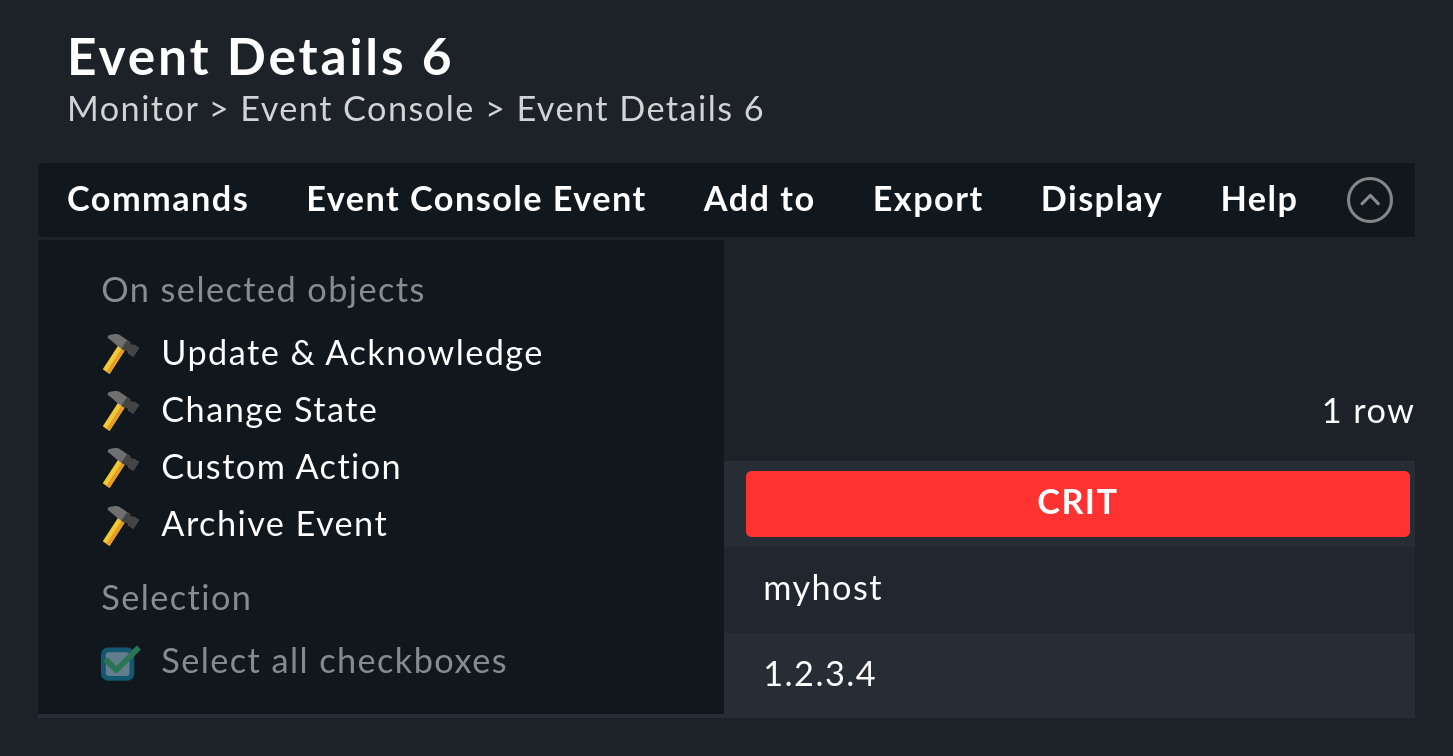 Event Details 6
Monitor > Event Console > Event Details 6
Commands Event Console Event Add to Export Display Help
On selected objects
Update & Acknowledge
Change State
Custom Action
Archive Event
Selection
Select all checkboxes
1 row
CRIT
myhost
1.2.3.4